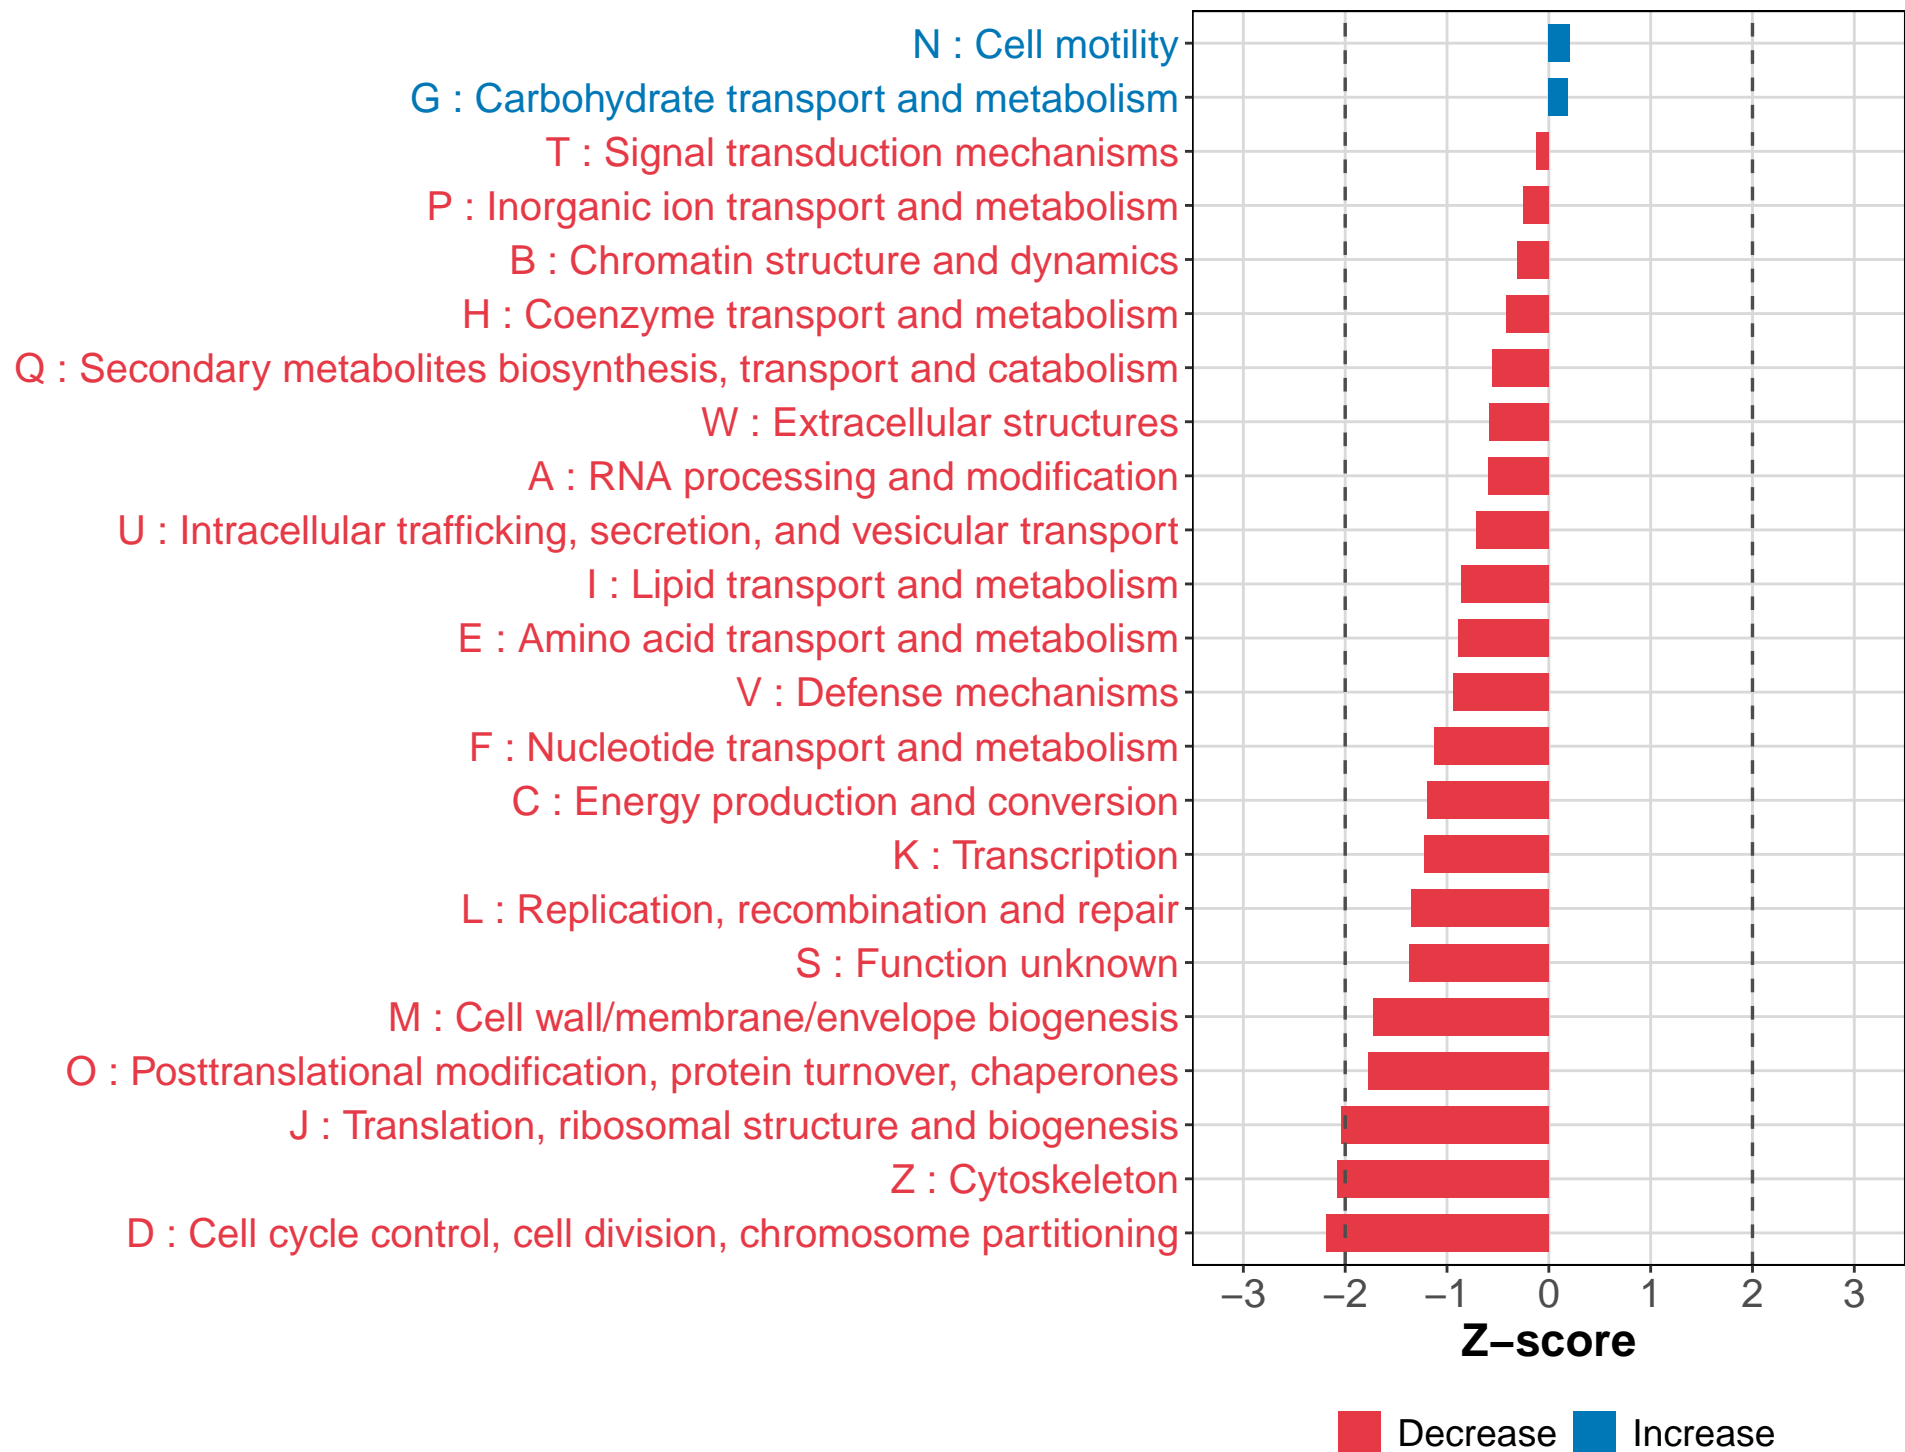 N : Cell motility
G : Carbohydrate transport and metabolism
T : Signal transduction mechanisms
P : Inorganic ion transport and metabolism
B : Chromatin structure and dynamics
H : Coenzyme transport and metabolism
Q : Secondary metabolites biosynthesis, transport and catabolism
W : Extracellular structures
A : RNA processing and modification
U : Intracellular trafficking, secretion, and vesicular transport
I : Lipid transport and metabolism
E : Amino acid transport and metabolism
V : Defense mechanisms
F : Nucleotide transport and metabolism
C : Energy production and conversion
K : Transcription
L : Replication, recombination and repair
S : Function unknown
M : Cell wall/membrane/envelope biogenesis
O : Posttranslational modification, protein turnover, chaperones
J : Translation, ribosomal structure and biogenesis
Z : Cytoskeleton
D : Cell cycle control, cell division, chromosome partitioning
−3 −2 −1 0 1 2 3
Z−score
Decrease Increase